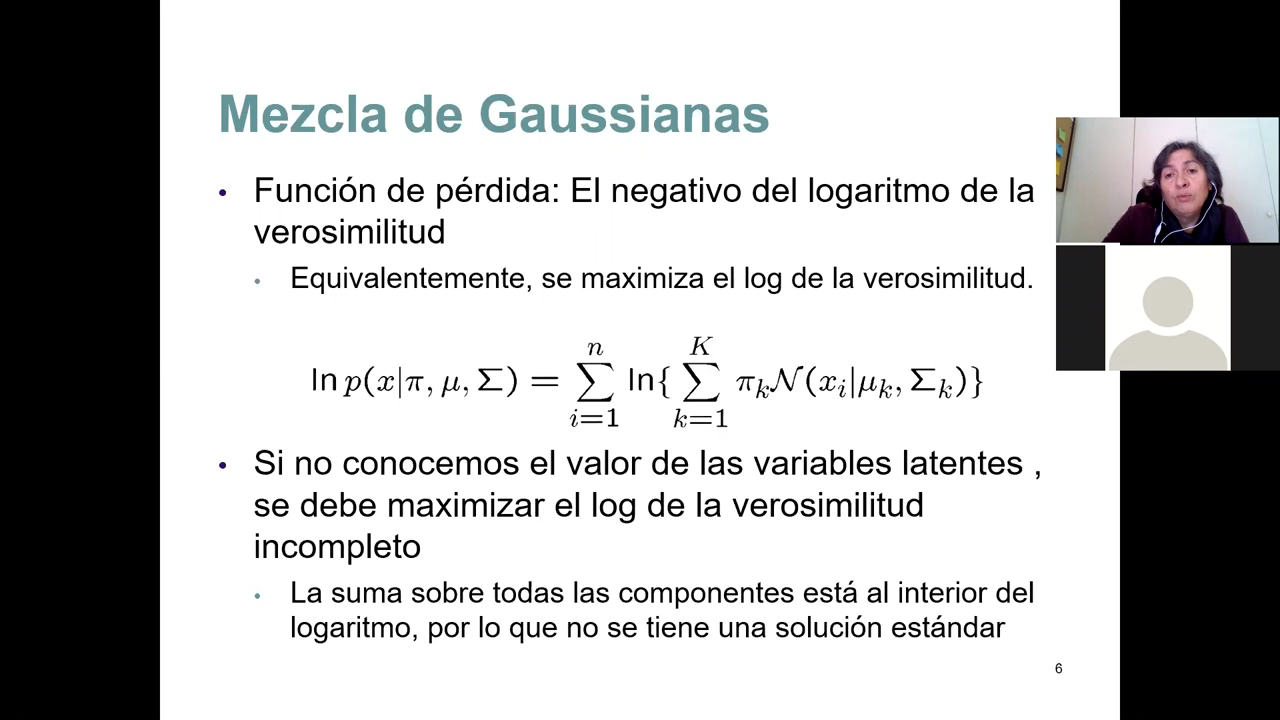 Mezcla de Gaussianas
• Función de pérdida: El negativo del logaritmo de la
verosimilitud
• Equivalentemente, se maximiza el log de la verosimilitud.
ln p(x|π, μ, Σ) = ∑_{i=1}^{n} ln{ ∑_{k=1}^{K} π_k 𝒩(x_i|μ_k, Σ_k)}
• Si no conocemos el valor de las variables latentes ,
se debe maximizar el log de la verosimilitud
incompleto
• La suma sobre todas las componentes está al interior del
logaritmo, por lo que no se tiene una solución estándar
6